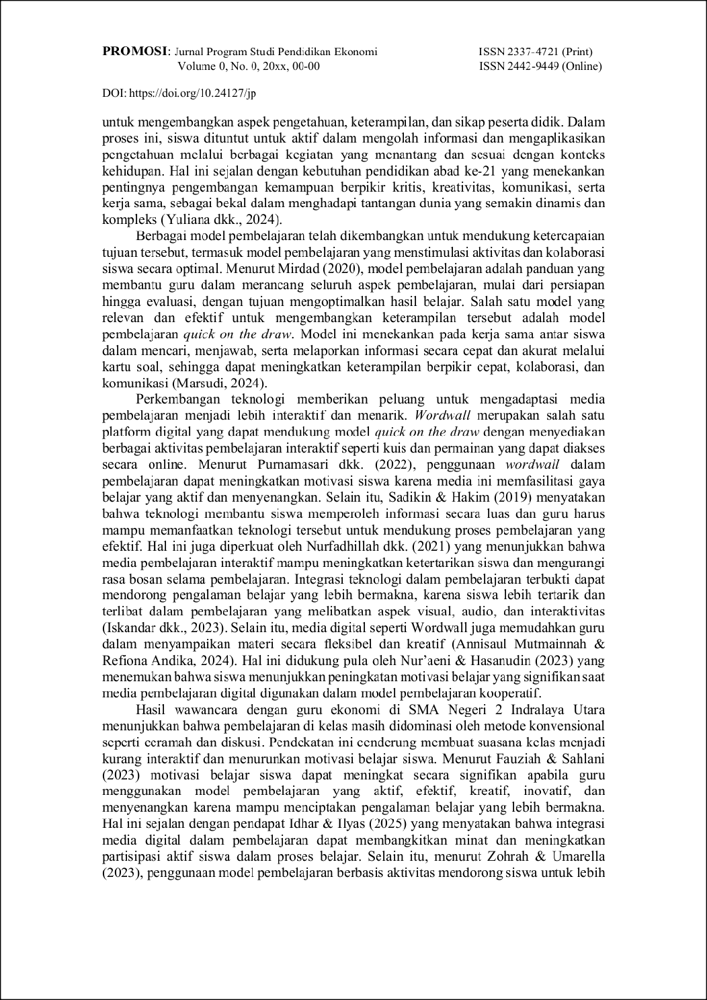 PROMOSI: Jurnal Program Studi Pendidikan Ekonomi ISSN 2337-4721 (Print)
Volume 0, No. 0, 20xx, 00-00 ISSN 2442-9449 (Online)
DOI: https://doi.org/10.24127/jp
untuk mengembangkan aspek pengetahuan, keterampilan, dan sikap peserta didik. Dalam
proses ini, siswa dituntut untuk aktif dalam mengolah informasi dan mengaplikasikan
pengetahuan melalui berbagai kegiatan yang menantang dan sesuai dengan konteks
kehidupan. Hal ini sejalan dengan kebutuhan pendidikan abad ke-21 yang menekankan
pentingnya pengembangan kemampuan berpikir kritis, kreativitas, komunikasi, serta
kerja sama, sebagai bekal dalam menghadapi tantangan dunia yang semakin dinamis dan
kompleks (Yuliana dkk., 2024).
Berbagai model pembelajaran telah dikembangkan untuk mendukung ketercapaian
tujuan tersebut, termasuk model pembelajaran yang menstimulasi aktivitas dan kolaborasi
siswa secara optimal. Menurut Mirdad (2020), model pembelajaran adalah panduan yang
membantu guru dalam merancang seluruh aspek pembelajaran, mulai dari persiapan
hingga evaluasi, dengan tujuan mengoptimalkan hasil belajar. Salah satu model yang
relevan dan efektif untuk mengembangkan keterampilan tersebut adalah model
pembelajaran quick on the draw. Model ini menekankan pada kerja sama antar siswa
dalam mencari, menjawab, serta melaporkan informasi secara cepat dan akurat melalui
kartu soal, sehingga dapat meningkatkan keterampilan berpikir cepat, kolaborasi, dan
komunikasi (Marsudi, 2024).
Perkembangan teknologi memberikan peluang untuk mengadaptasi media
pembelajaran menjadi lebih interaktif dan menarik. Wordwall merupakan salah satu
platform digital yang dapat mendukung model quick on the draw dengan menyediakan
berbagai aktivitas pembelajaran interaktif seperti kuis dan permainan yang dapat diakses
secara online. Menurut Purnamasari dkk. (2022), penggunaan wordwall dalam
pembelajaran dapat meningkatkan motivasi siswa karena media ini memfasilitasi gaya
belajar yang aktif dan menyenangkan. Selain itu, Sadikin & Hakim (2019) menyatakan
bahwa teknologi membantu siswa memperoleh informasi secara luas dan guru harus
mampu memanfaatkan teknologi tersebut untuk mendukung proses pembelajaran yang
efektif. Hal ini juga diperkuat oleh Nurfadhillah dkk. (2021) yang menunjukkan bahwa
media pembelajaran interaktif mampu meningkatkan ketertarikan siswa dan mengurangi
rasa bosan selama pembelajaran. Integrasi teknologi dalam pembelajaran terbukti dapat
mendorong pengalaman belajar yang lebih bermakna, karena siswa lebih tertarik dan
terlibat dalam pembelajaran yang melibatkan aspek visual, audio, dan interaktivitas
(Iskandar dkk., 2023). Selain itu, media digital seperti Wordwall juga memudahkan guru
dalam menyampaikan materi secara fleksibel dan kreatif (Annisaul Mutmainnah &
Refiona Andika, 2024). Hal ini didukung pula oleh Nur’aeni & Hasanudin (2023) yang
menemukan bahwa siswa menunjukkan peningkatan motivasi belajar yang signifikan saat
media pembelajaran digital digunakan dalam model pembelajaran kooperatif.
Hasil wawancara dengan guru ekonomi di SMA Negeri 2 Indralaya Utara
menunjukkan bahwa pembelajaran di kelas masih didominasi oleh metode konvensional
seperti ceramah dan diskusi. Pendekatan ini cenderung membuat suasana kelas menjadi
kurang interaktif dan menurunkan motivasi belajar siswa. Menurut Fauziah & Sahlani
(2023) motivasi belajar siswa dapat meningkat secara signifikan apabila guru
menggunakan model pembelajaran yang aktif, efektif, kreatif, inovatif, dan
menyenangkan karena mampu menciptakan pengalaman belajar yang lebih bermakna.
Hal ini sejalan dengan pendapat Idhar & Ilyas (2025) yang menyatakan bahwa integrasi
media digital dalam pembelajaran dapat membangkitkan minat dan meningkatkan
partisipasi aktif siswa dalam proses belajar. Selain itu, menurut Zohrah & Umarella
(2023), penggunaan model pembelajaran berbasis aktivitas mendorong siswa untuk lebih